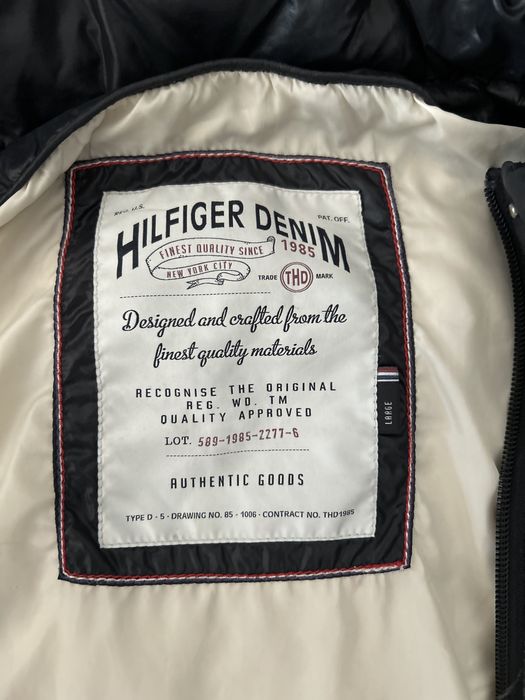 REG. U.S.
PAT. OFF.
HILFIGER DENIM
FINEST QUALITY SINCE 1985
NEW YORK CITY
TRADE THD MARK
Designed and crafted from the
finest quality materials
RECOGNISE THE ORIGINAL
REG. WD. TM
QUALITY APPROVED
LOT. 589-1985-2277-6
AUTHENTIC GOODS
TYPE D - 5 - DRAWING NO. 85 - 1006 - CONTRACT NO. THD1985
LARGE